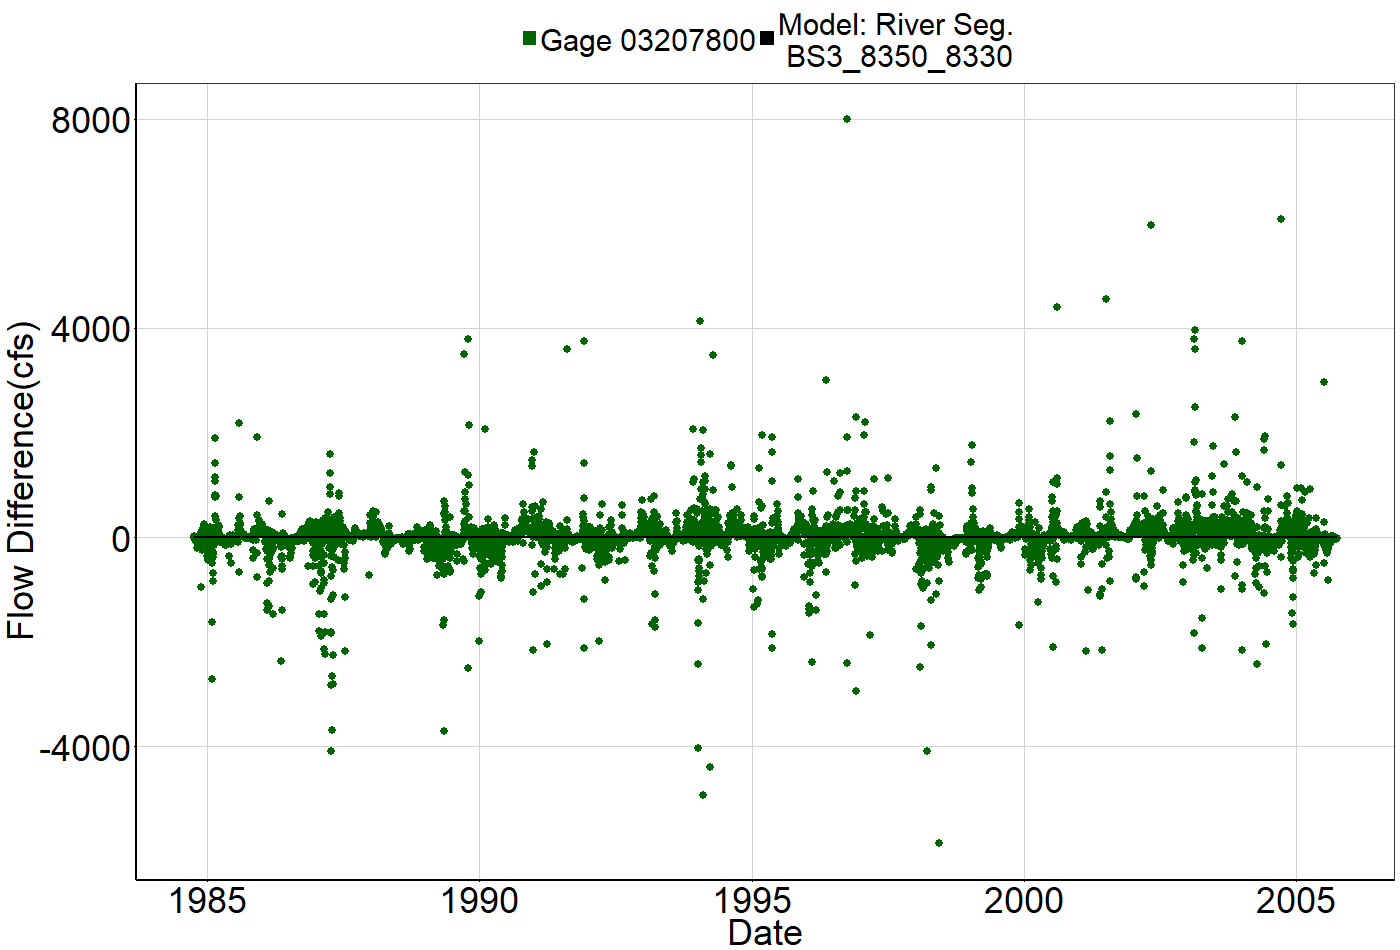 Gage 03207800
Model: River Seg.
BS3_8350_8330
8000
4000
0
-4000
Flow Difference(cfs)
1985 1990 1995 2000 2005
Date